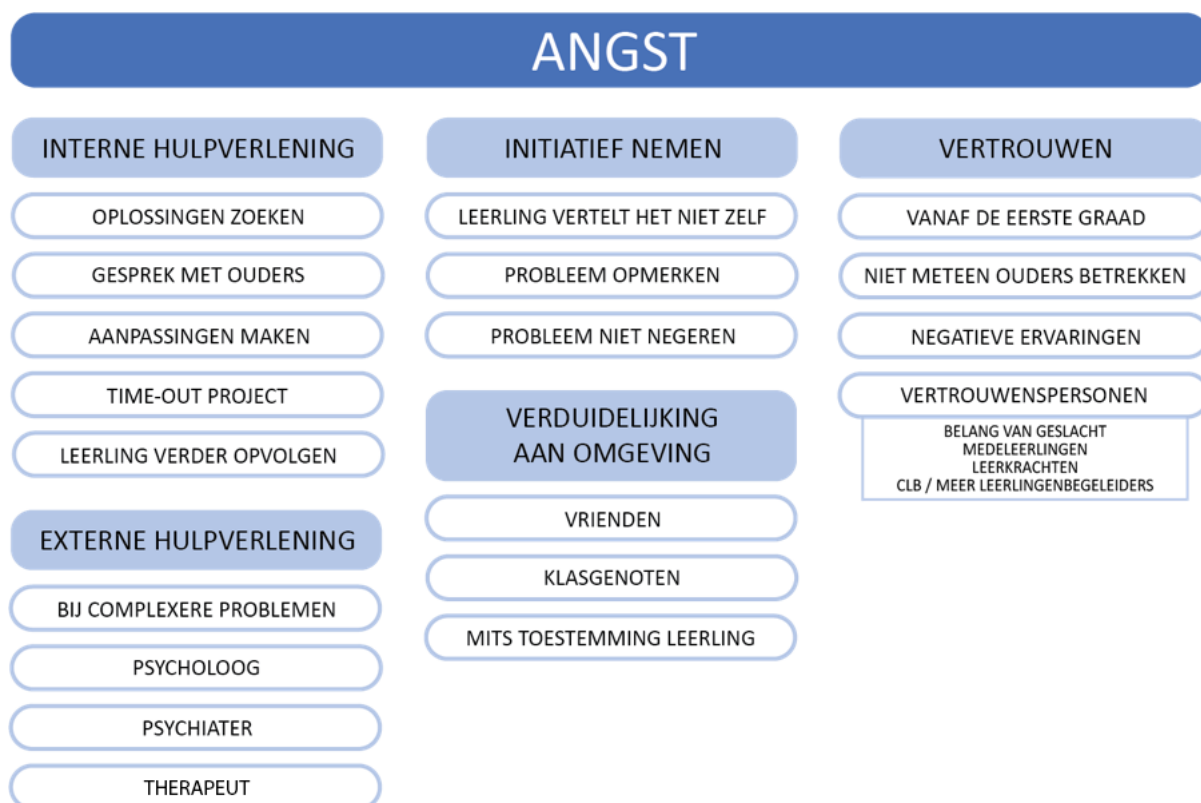 ANGST
INTERNE HULPVERLENING
OPLOSSINGEN ZOEKEN
GESPREK MET OUDERS
AANPASSINGEN MAKEN
TIME-OUT PROJECT
LEERLING VERDER OPVOLGEN
EXTERNE HULPVERLENING
BIJ COMPLEXERE PROBLEMEN
PSYCHOLOOG
PSYCHIATER
THERAPEUT
INITIATIEF NEMEN
LEERLING VERTELT HET NIET ZELF
PROBLEEM OPMERKEN
PROBLEEM NIET NEGEREN
VERDUIDELIJKING
AAN OMGEVING
VRIENDEN
KLASGENOTEN
MITS TOESTEMMING LEERLING
VERTROUWEN
VANAF DE EERSTE GRAAD
NIET METEEN OUDERS BETREKKEN
NEGATIEVE ERVARINGEN
VERTROUWENSPERSONEN
BELANG VAN GESLACHT
MEDELEERLINGEN
LEERKRACHTEN
CLB / MEER LEERLINGENBEGELEIDERS